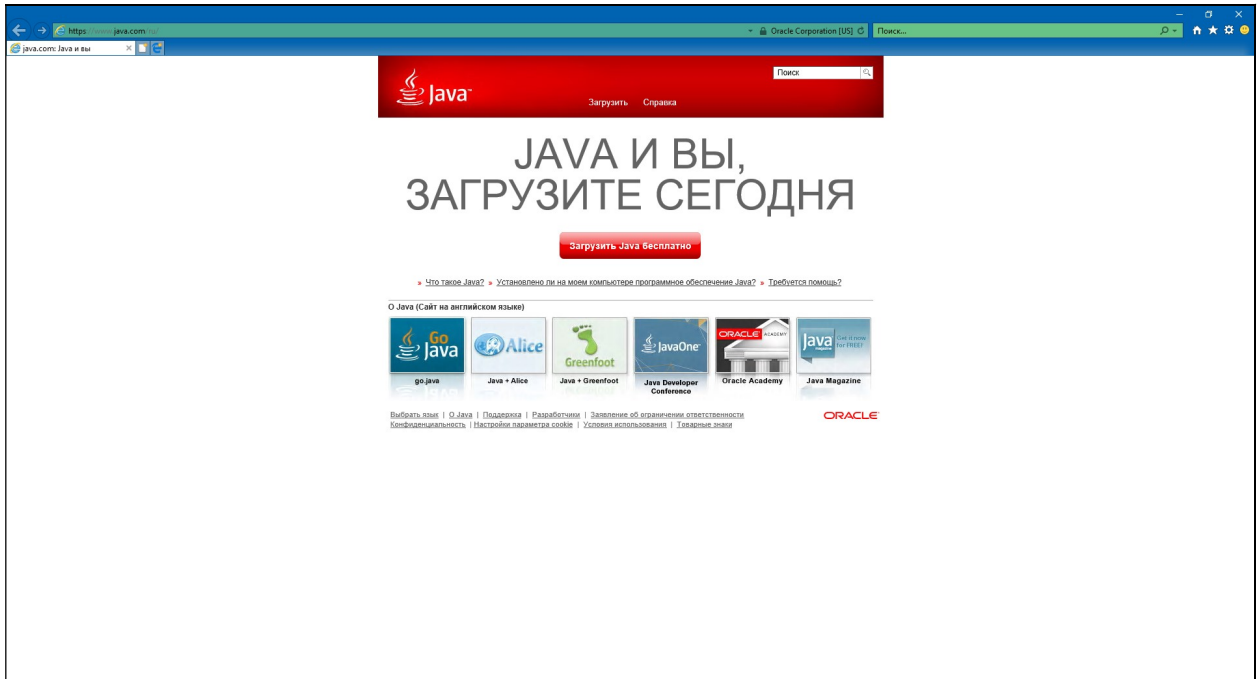 https://www.java.com/ru/
Oracle Corporation [US]
Поиск...
java.com: Java и вы
Java
Поиск
Загрузить Справка
JAVA И ВЫ,
ЗАГРУЗИТЕ СЕГОДНЯ
Загрузить Java бесплатно
» Что такое Java? » Установлено ли на моем компьютере программное обеспечение Java? » Требуется помощь?
О Java (Сайт на английском языке)
Go Java
Alice
Greenfoot
JavaOne
ORACLE ACADEMY
Java magazine Get it now for FREE!
go.java
Java + Alice
Java + Greenfoot
Java Developer Conference
Oracle Academy
Java Magazine
Выбрать язык | О Java | Поддержка | Разработчики | Заявление об ограничении ответственности
Конфиденциальность | Настройки параметра cookie | Условия использования | Товарные знаки
ORACLE